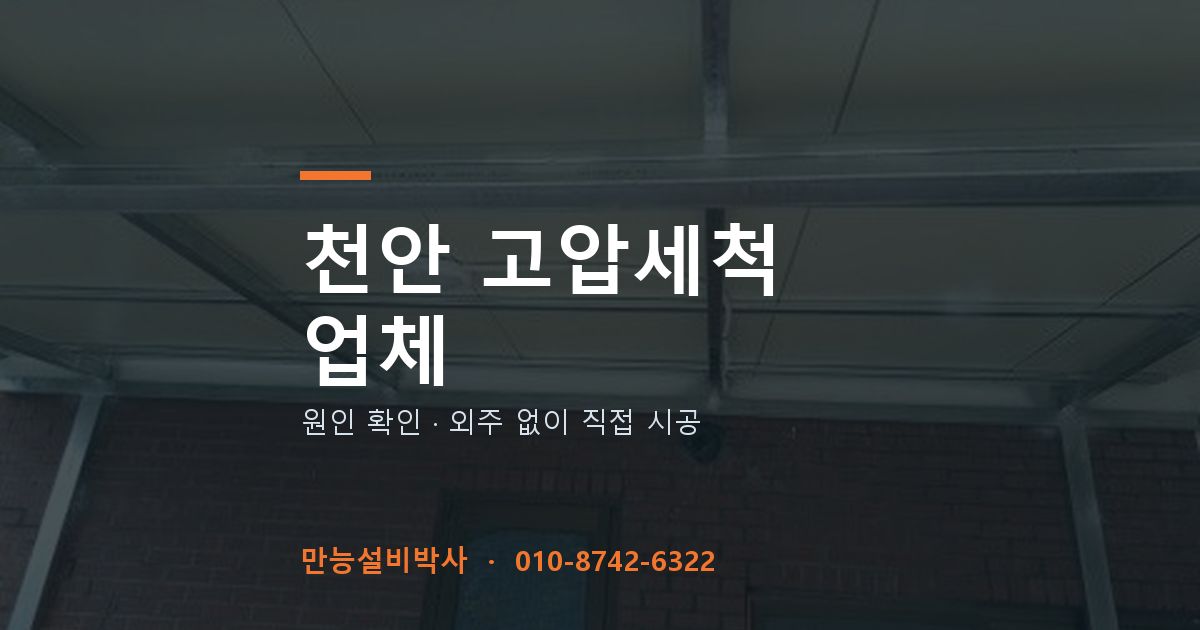 천안 고압세척
업체
원인 확인 · 외주 없이 직접 시공
만능설비박사 · 010-8742-6322